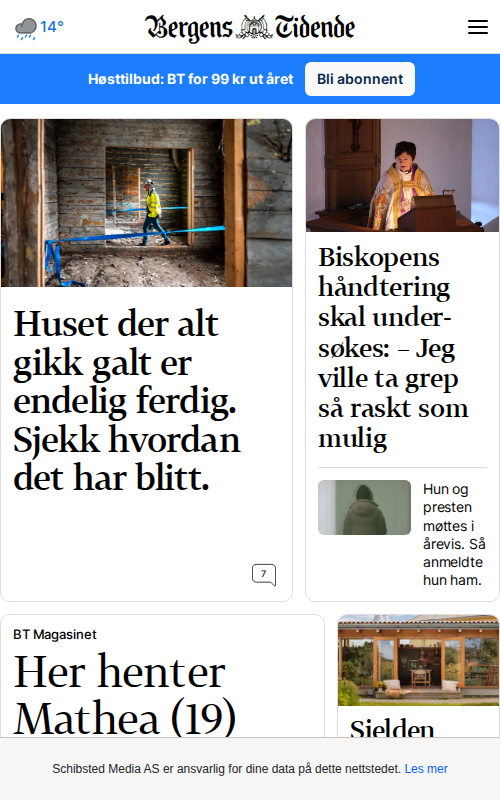 14°
Bergens Tidende
Høsttilbud: BT for 99 kr ut året
Bli abonnent
Huset der alt
gikk galt er
endelig ferdig.
Sjekk hvordan
det har blitt.
7
Biskopens
håndtering
skal under-
søkes: – Jeg
ville ta grep
så raskt som
mulig
Hun og
presten
møttes i
årevis. Så
anmeldte
hun ham.
BT Magasinet
Her henter
Mathea (19)
Sjelden
Schibsted Media AS er ansvarlig for dine data på dette nettstedet. Les mer